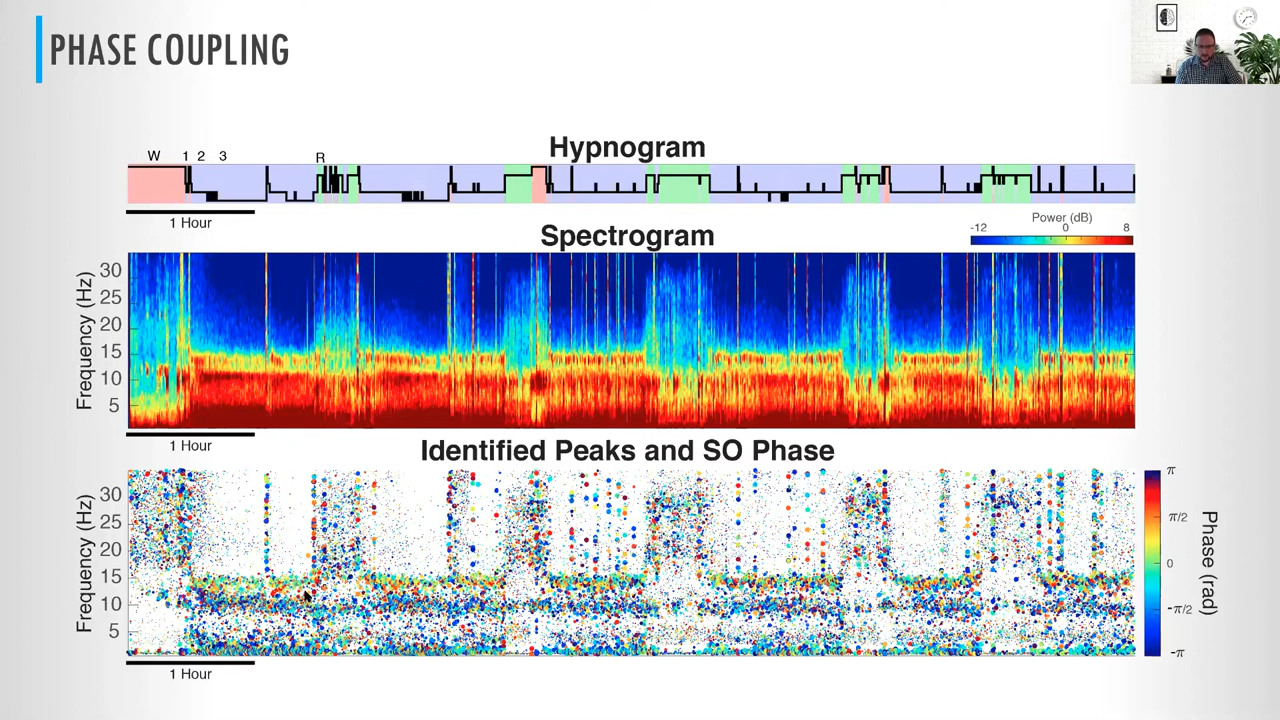 PHASE COUPLING
Hypnogram
W 1 2 3 R
1 Hour
Spectrogram
Power (dB)
-12 0 8
Frequency (Hz)
30
25
20
15
10
5
1 Hour
Identified Peaks and SO Phase
Frequency (Hz)
30
25
20
15
10
5
π
π/2
0
-π/2
-π
Phase (rad)
1 Hour